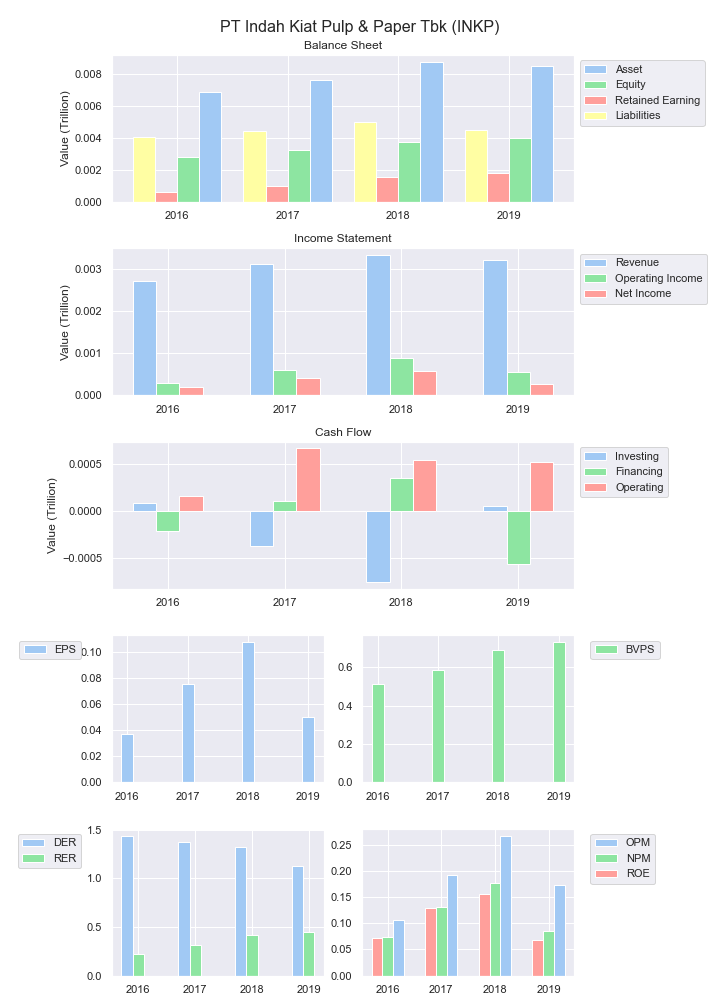 PT Indah Kiat Pulp & Paper Tbk (INKP)
Balance Sheet
Value (Trillion)
0.008
0.006
0.004
0.002
0.000
2016 2017 2018 2019
Asset
Equity
Retained Earning
Liabilities
Income Statement
Value (Trillion)
0.003
0.002
0.001
0.000
2016 2017 2018 2019
Revenue
Operating Income
Net Income
Cash Flow
Value (Trillion)
0.0005
0.0000
−0.0005
2016 2017 2018 2019
Investing
Financing
Operating
EPS
0.10
0.08
0.06
0.04
0.02
0.00
2016 2017 2018 2019
0.6
0.4
0.2
0.0
2016 2017 2018 2019
BVPS
DER
RER
1.5
1.0
0.5
0.0
2016 2017 2018 2019
0.25
0.20
0.15
0.10
0.05
0.00
2016 2017 2018 2019
OPM
NPM
ROE